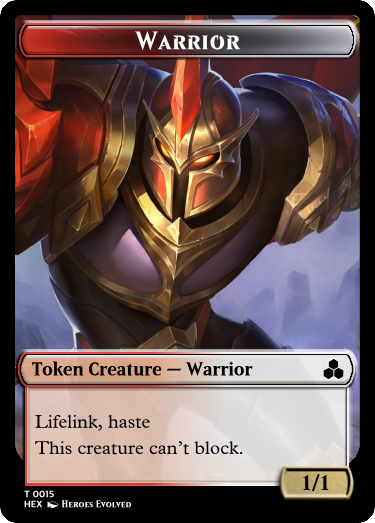 Warrior
Token Creature — Warrior
Lifelink, haste
This creature can't block.
1/1
T 0015
HEX Heroes Evolved